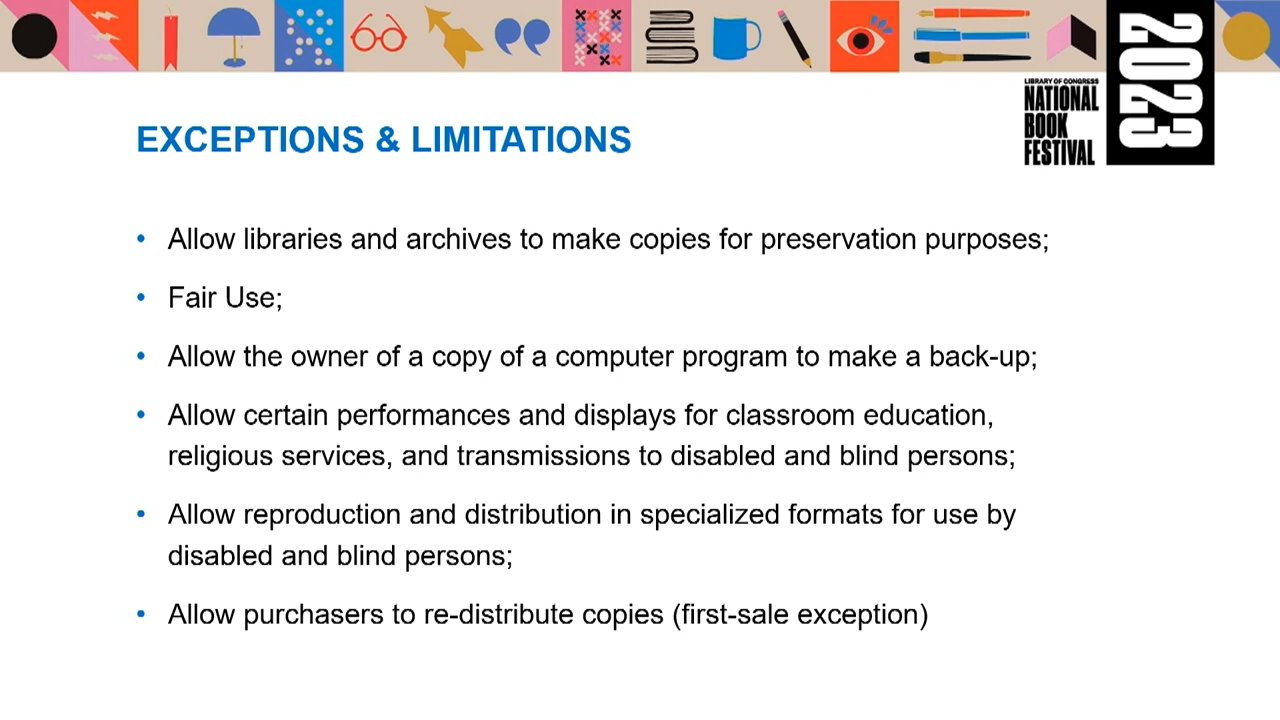 LIBRARY OF CONGRESS
NATIONAL
BOOK
FESTIVAL
2023
EXCEPTIONS & LIMITATIONS
• Allow libraries and archives to make copies for preservation purposes;
• Fair Use;
• Allow the owner of a copy of a computer program to make a back-up;
• Allow certain performances and displays for classroom education,
religious services, and transmissions to disabled and blind persons;
• Allow reproduction and distribution in specialized formats for use by
disabled and blind persons;
• Allow purchasers to re-distribute copies (first-sale exception)